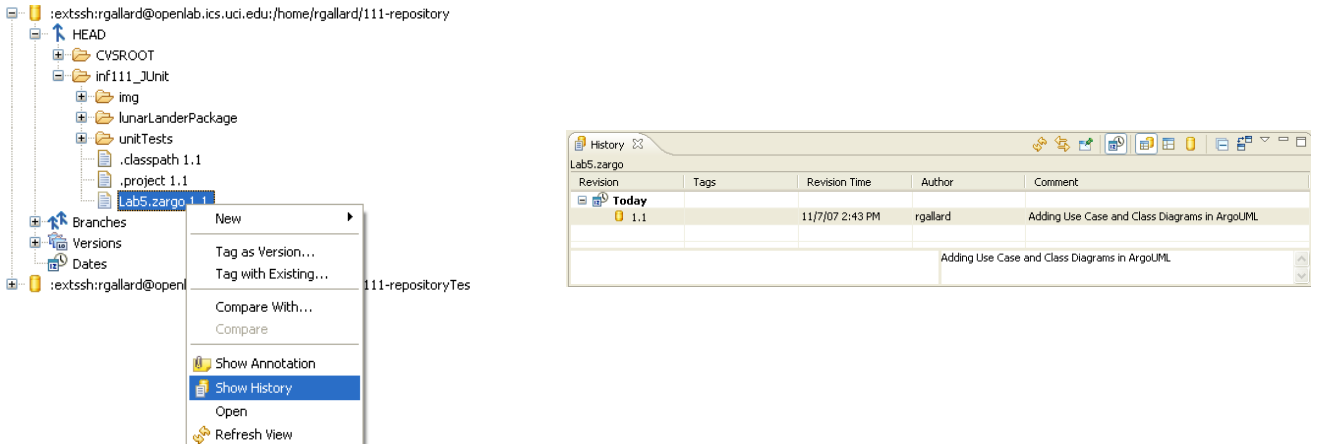 :extssh:rgallard@openlab.ics.uci.edu:/home/rgallard/111-repository
HEAD
CVSROOT
inf111_JUnit
img
lunarLanderPackage
unitTests
.classpath 1.1
.project 1.1
Lab5.zargo 1.1
Branches
Versions
Dates
:extssh:rgallard@openl
111-repositoryTes
New
Tag as Version...
Tag with Existing...
Compare With...
Compare
Show Annotation
Show History
Open
Refresh View
History
Lab5.zargo
Revision Tags Revision Time Author Comment
Today
1.1 11/7/07 2:43 PM rgallard Adding Use Case and Class Diagrams in ArgoUML
Adding Use Case and Class Diagrams in ArgoUML